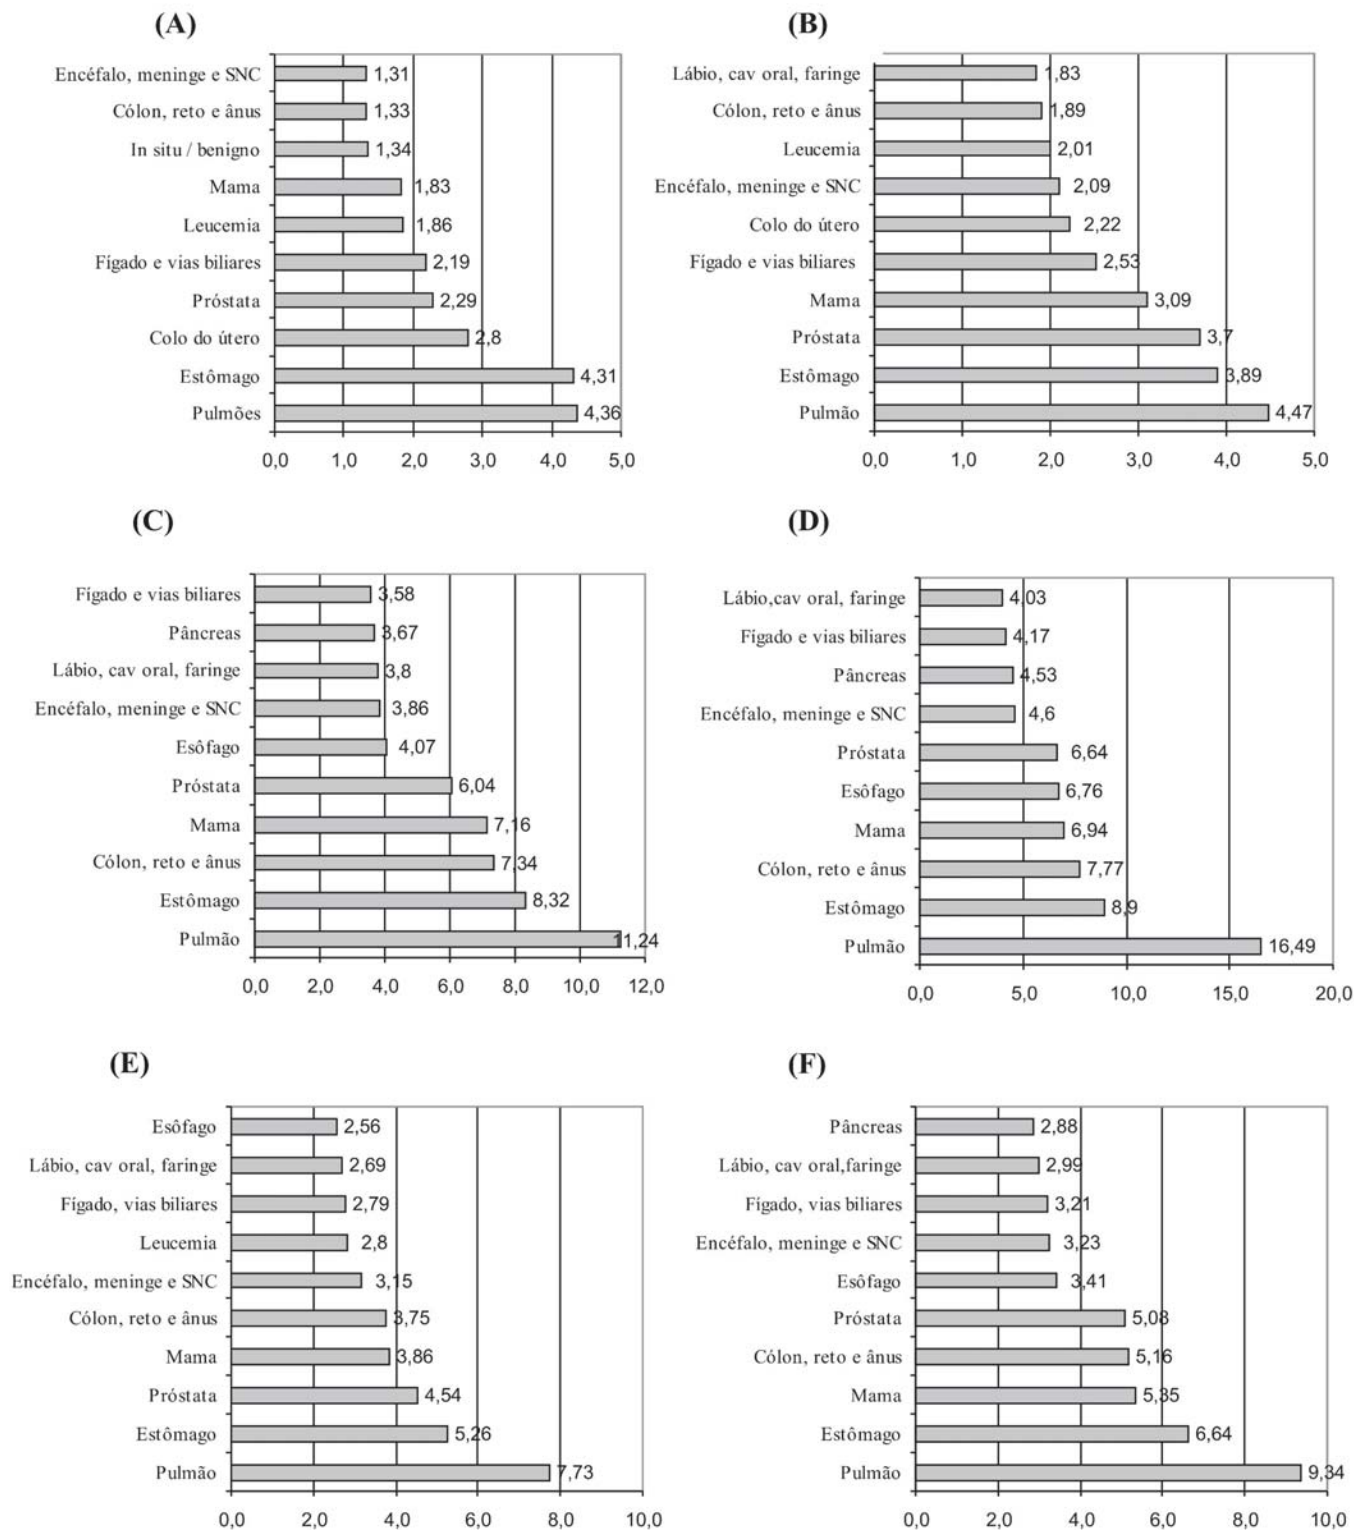 (A)
Encéfalo, meninge e SNC 1,31
Cólon, reto e ânus 1,33
In situ / benigno 1,34
Mama 1,83
Leucemia 1,86
Fígado e vias biliares 2,19
Próstata 2,29
Colo do útero 2,8
Estômago 4,31
Pulmões 4,36
0,0 1,0 2,0 3,0 4,0 5,0
(B)
Lábio, cav oral, faringe 1,83
Cólon, reto e ânus 1,89
Leucemia 2,01
Encéfalo, meninge e SNC 2,09
Colo do útero 2,22
Fígado e vias biliares 2,53
Mama 3,09
Próstata 3,7
Estômago 3,89
Pulmão 4,47
0,0 1,0 2,0 3,0 4,0 5,0
(C)
Fígado e vias biliares 3,58
Pâncreas 3,67
Lábio, cav oral, faringe 3,8
Encéfalo, meninge e SNC 3,86
Esôfago 4,07
Próstata 6,04
Mama 7,16
Cólon, reto e ânus 7,34
Estômago 8,32
Pulmão 11,24
0,0 2,0 4,0 6,0 8,0 10,0 12,0
(D)
Lábio,cav oral, faringe 4,03
Fígado e vias biliares 4,17
Pâncreas 4,53
Encéfalo, meninge e SNC 4,6
Próstata 6,64
Esôfago 6,76
Mama 6,94
Cólon, reto e ânus 7,77
Estômago 8,9
Pulmão 16,49
0,0 5,0 10,0 15,0 20,0
(E)
Esôfago 2,56
Lábio, cav oral, faringe 2,69
Fígado, vias biliares 2,79
Leucemia 2,8
Encéfalo, meninge e SNC 3,15
Cólon, reto e ânus 3,75
Mama 3,86
Próstata 4,54
Estômago 5,26
Pulmão 7,73
0,0 2,0 4,0 6,0 8,0 10,0
(F)
Pâncreas 2,88
Lábio, cav oral,faringe 2,99
Fígado, vias biliares 3,21
Encéfalo, meninge e SNC 3,23
Esôfago 3,41
Próstata 5,08
Cólon, reto e ânus 5,16
Mama 5,35
Estômago 6,64
Pulmão 9,34
0,0 2,0 4,0 6,0 8,0 10,0